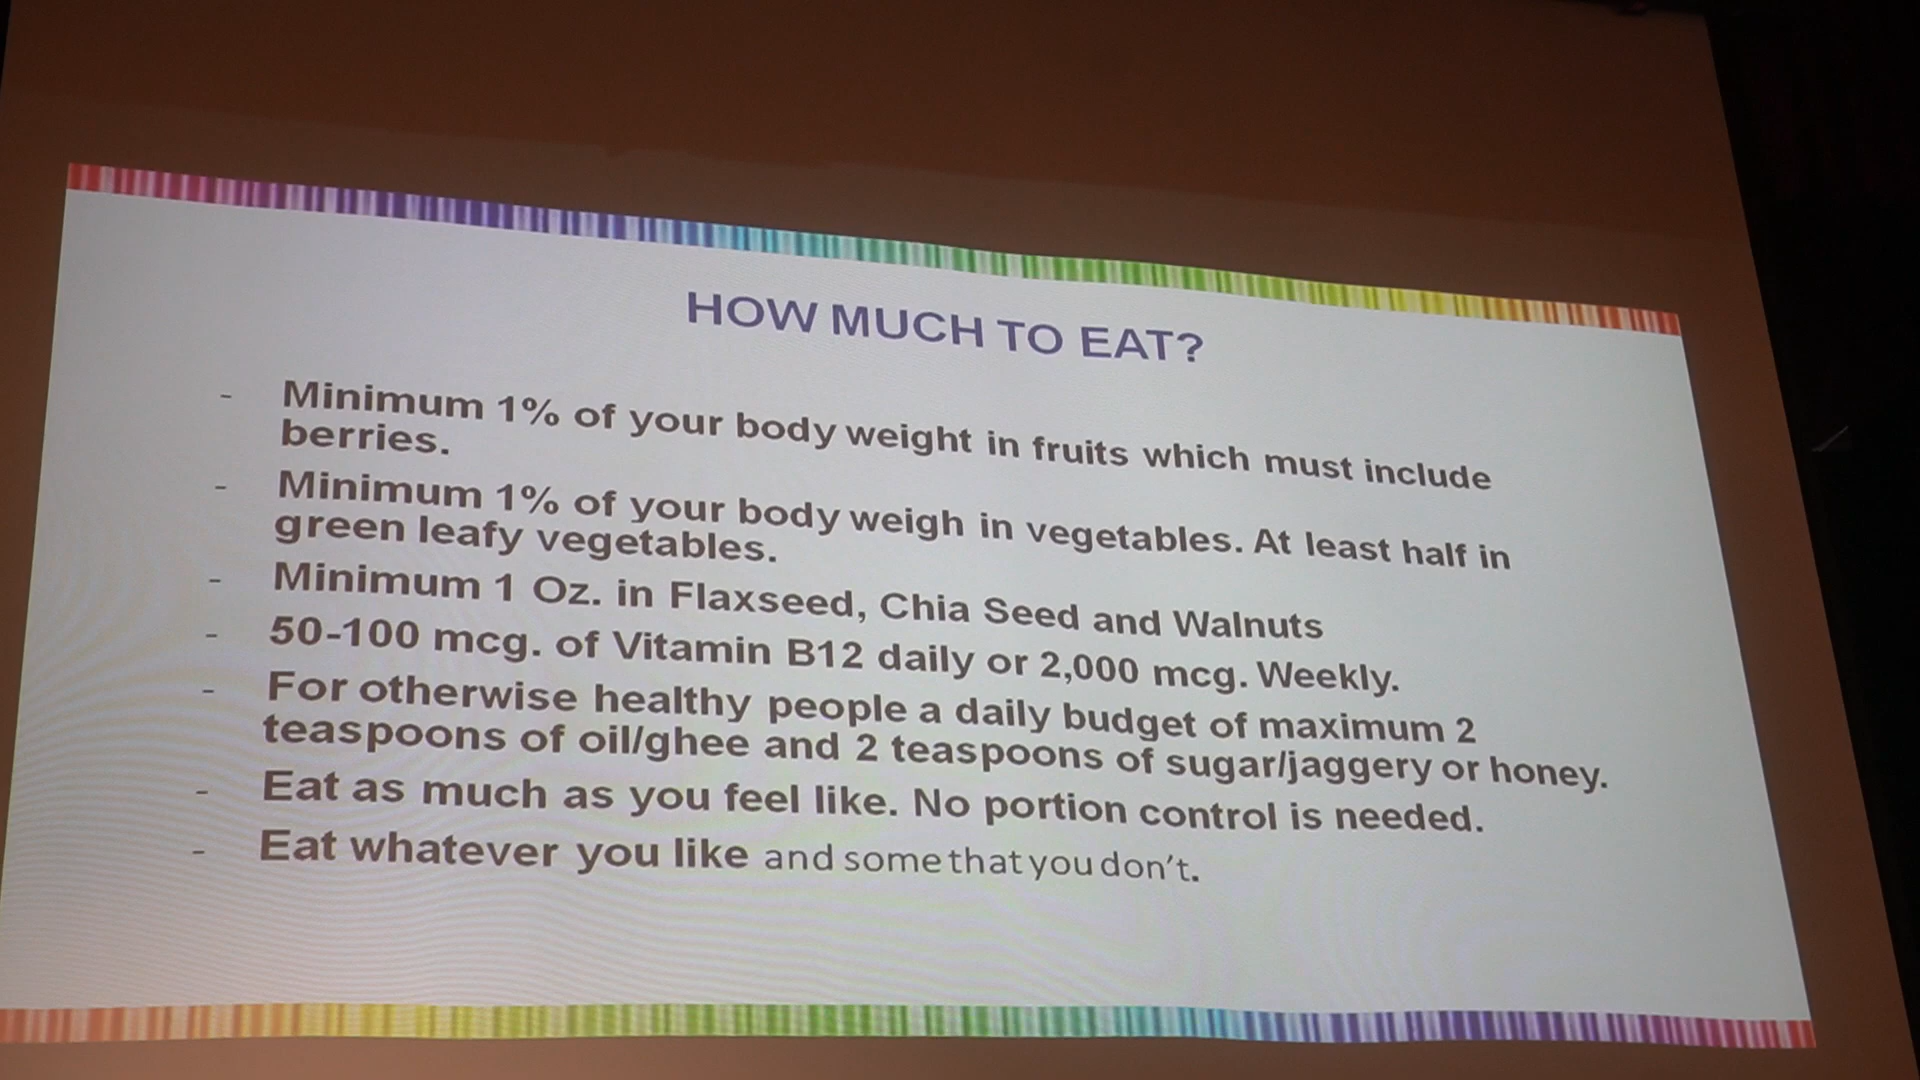 HOW MUCH TO EAT?
- Minimum 1% of your body weight in fruits which must include
berries.
- Minimum 1% of your body weigh in vegetables. At least half in
green leafy vegetables.
- Minimum 1 Oz. in Flaxseed, Chia Seed and Walnuts
- 50-100 mcg. of Vitamin B12 daily or 2,000 mcg. Weekly.
- For otherwise healthy people a daily budget of maximum 2
teaspoons of oil/ghee and 2 teaspoons of sugar/jaggery or honey.
- Eat as much as you feel like. No portion control is needed.
- Eat whatever you like and some that you don't.